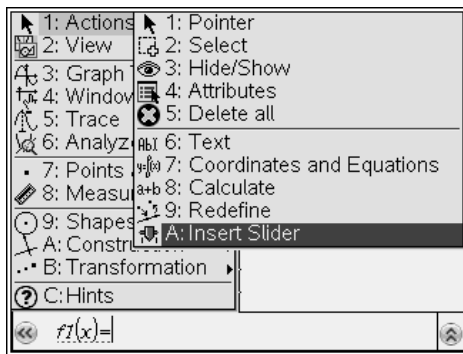 1: Actions
2: View
3: Graph
4: Window
5: Trace
6: Analyz
7: Points
8: Measu
9: Shapes
A: Constru
B: Transformation
C: Hints
1: Pointer
2: Select
3: Hide/Show
4: Attributes
5: Delete all
6: Text
7: Coordinates and Equations
8: Calculate
9: Redefine
A: Insert Slider
f1(x)=